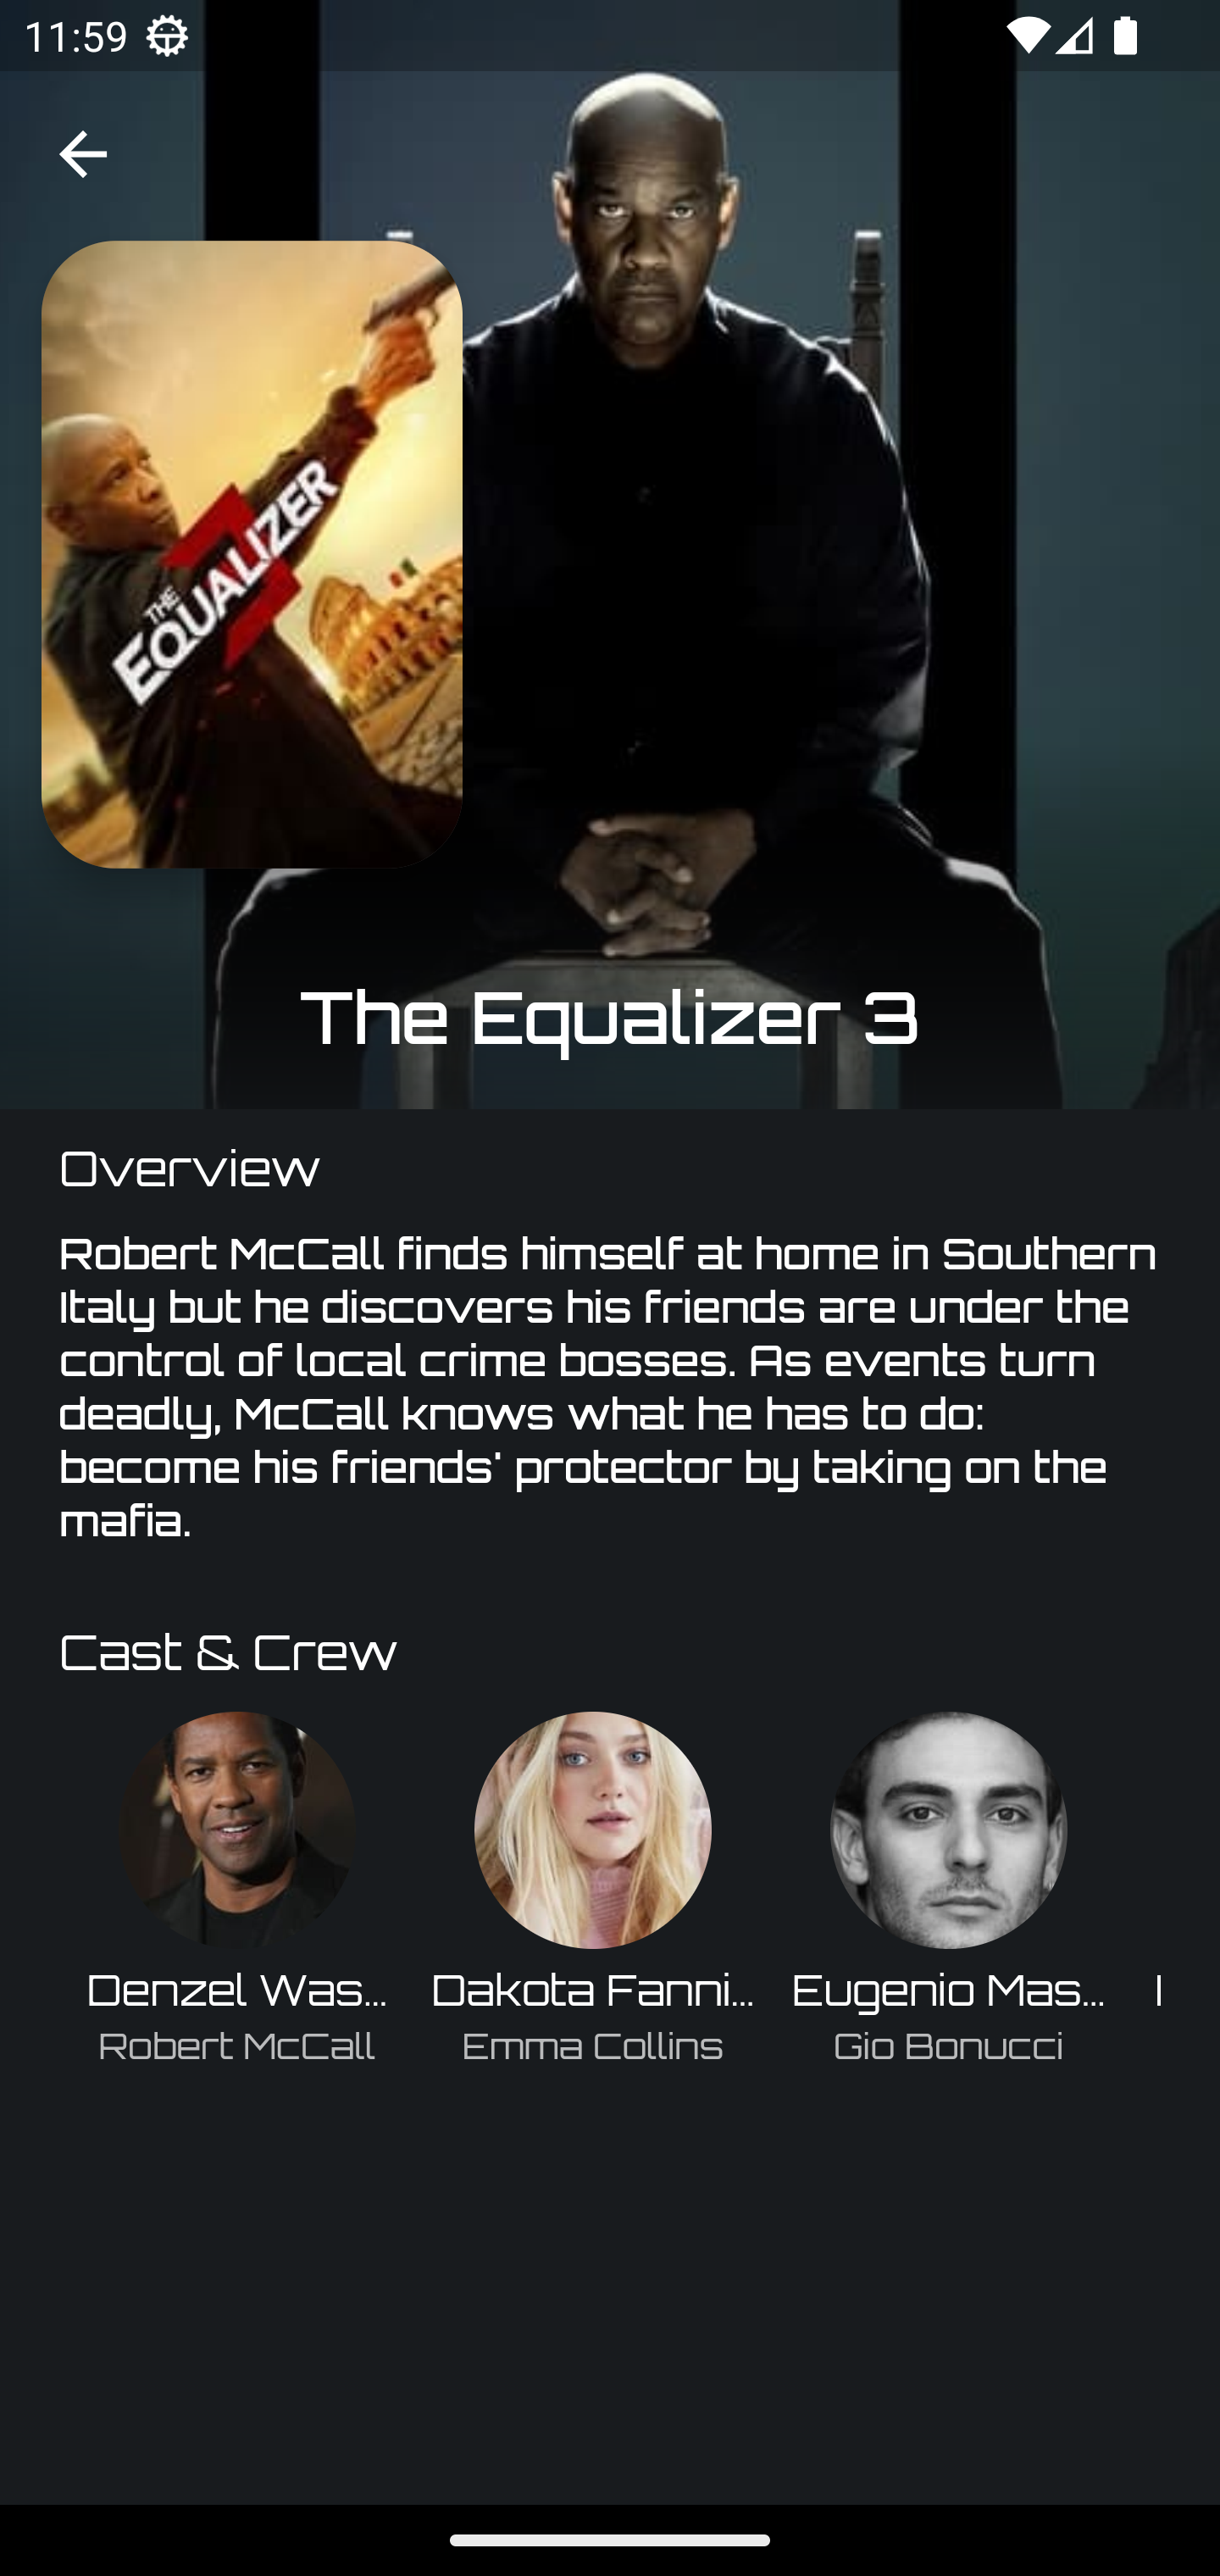 11:59
THE
EQUALIZER
The Equalizer 3
Overview
Robert McCall finds himself at home in Southern
Italy but he discovers his friends are under the
control of local crime bosses. As events turn
deadly, McCall knows what he has to do:
become his friends' protector by taking on the
mafia.
Cast & Crew
Denzel Was...
Dakota Fanni...
Eugenio Mas...
Robert McCall
Emma Collins
Gio Bonucci